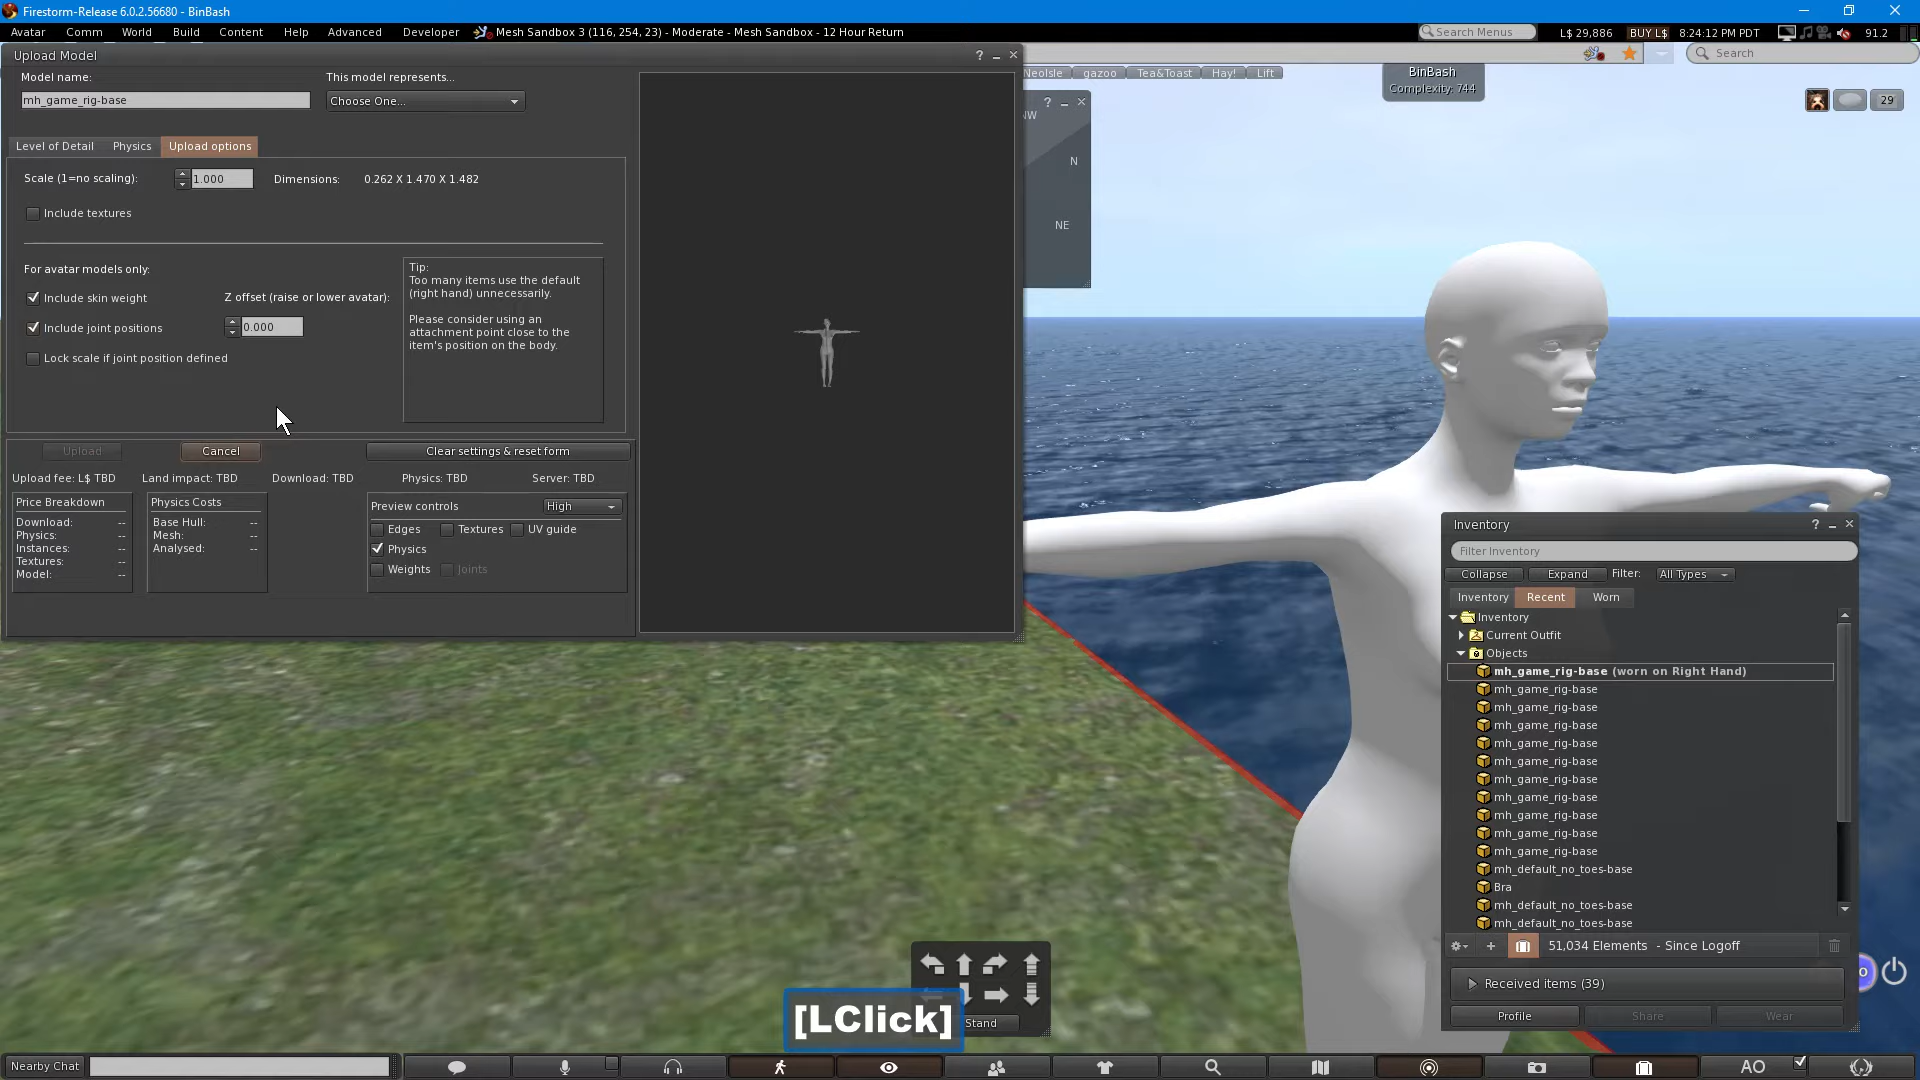 Firestorm-Release 6.0.2.56680 - BinBash
Avatar Comm World Build Content Help Advanced Developer Mesh Sandbox 3 (116, 254, 23) - Moderate - Mesh Sandbox - 12 Hour Return Search Menus L$ 29,886 BUY L$ 8:24:12 PM PDT 91.2
Upload Model ? Search
NeoIsle gazoo Tea&Toast Hay! Lift
BinBash
Complexity: 744
29
Model name: This model represents...
mh_game_rig-base Choose One...
?
NW
N
NE
Level of Detail Physics Upload options
Scale (1=no scaling): 1.000 Dimensions: 0.262 X 1.470 X 1.482
Include textures
For avatar models only:
Include skin weight Z offset (raise or lower avatar):
Include joint positions 0.000
Lock scale if joint position defined
Tip:
Too many items use the default
(right hand) unnecessarily.
Please consider using an
attachment point close to the
item's position on the body.
Upload Cancel Clear settings & reset form
Upload fee: L$ TBD Land impact: TBD Download: TBD Physics: TBD Server: TBD
Price Breakdown
Download: --
Physics: --
Instances: --
Textures: --
Model: --
Physics Costs
Base Hull: --
Mesh: --
Analysed: --
Preview controls High
Edges Textures UV guide
Physics
Weights Joints
Inventory ?
Filter Inventory
Collapse Expand Filter: All Types
Inventory Recent Worn
Inventory
Current Outfit
Objects
mh_game_rig-base (worn on Right Hand)
mh_game_rig-base
mh_game_rig-base
mh_game_rig-base
mh_game_rig-base
mh_game_rig-base
mh_game_rig-base
mh_game_rig-base
mh_game_rig-base
mh_game_rig-base
mh_game_rig-base
mh_default_no_toes-base
Bra
mh_default_no_toes-base
mh_default_no_toes-base
+ 51,034 Elements - Since Logoff
Received items (39)
Profile Share Wear
[LClick]
Stand
Nearby Chat AO